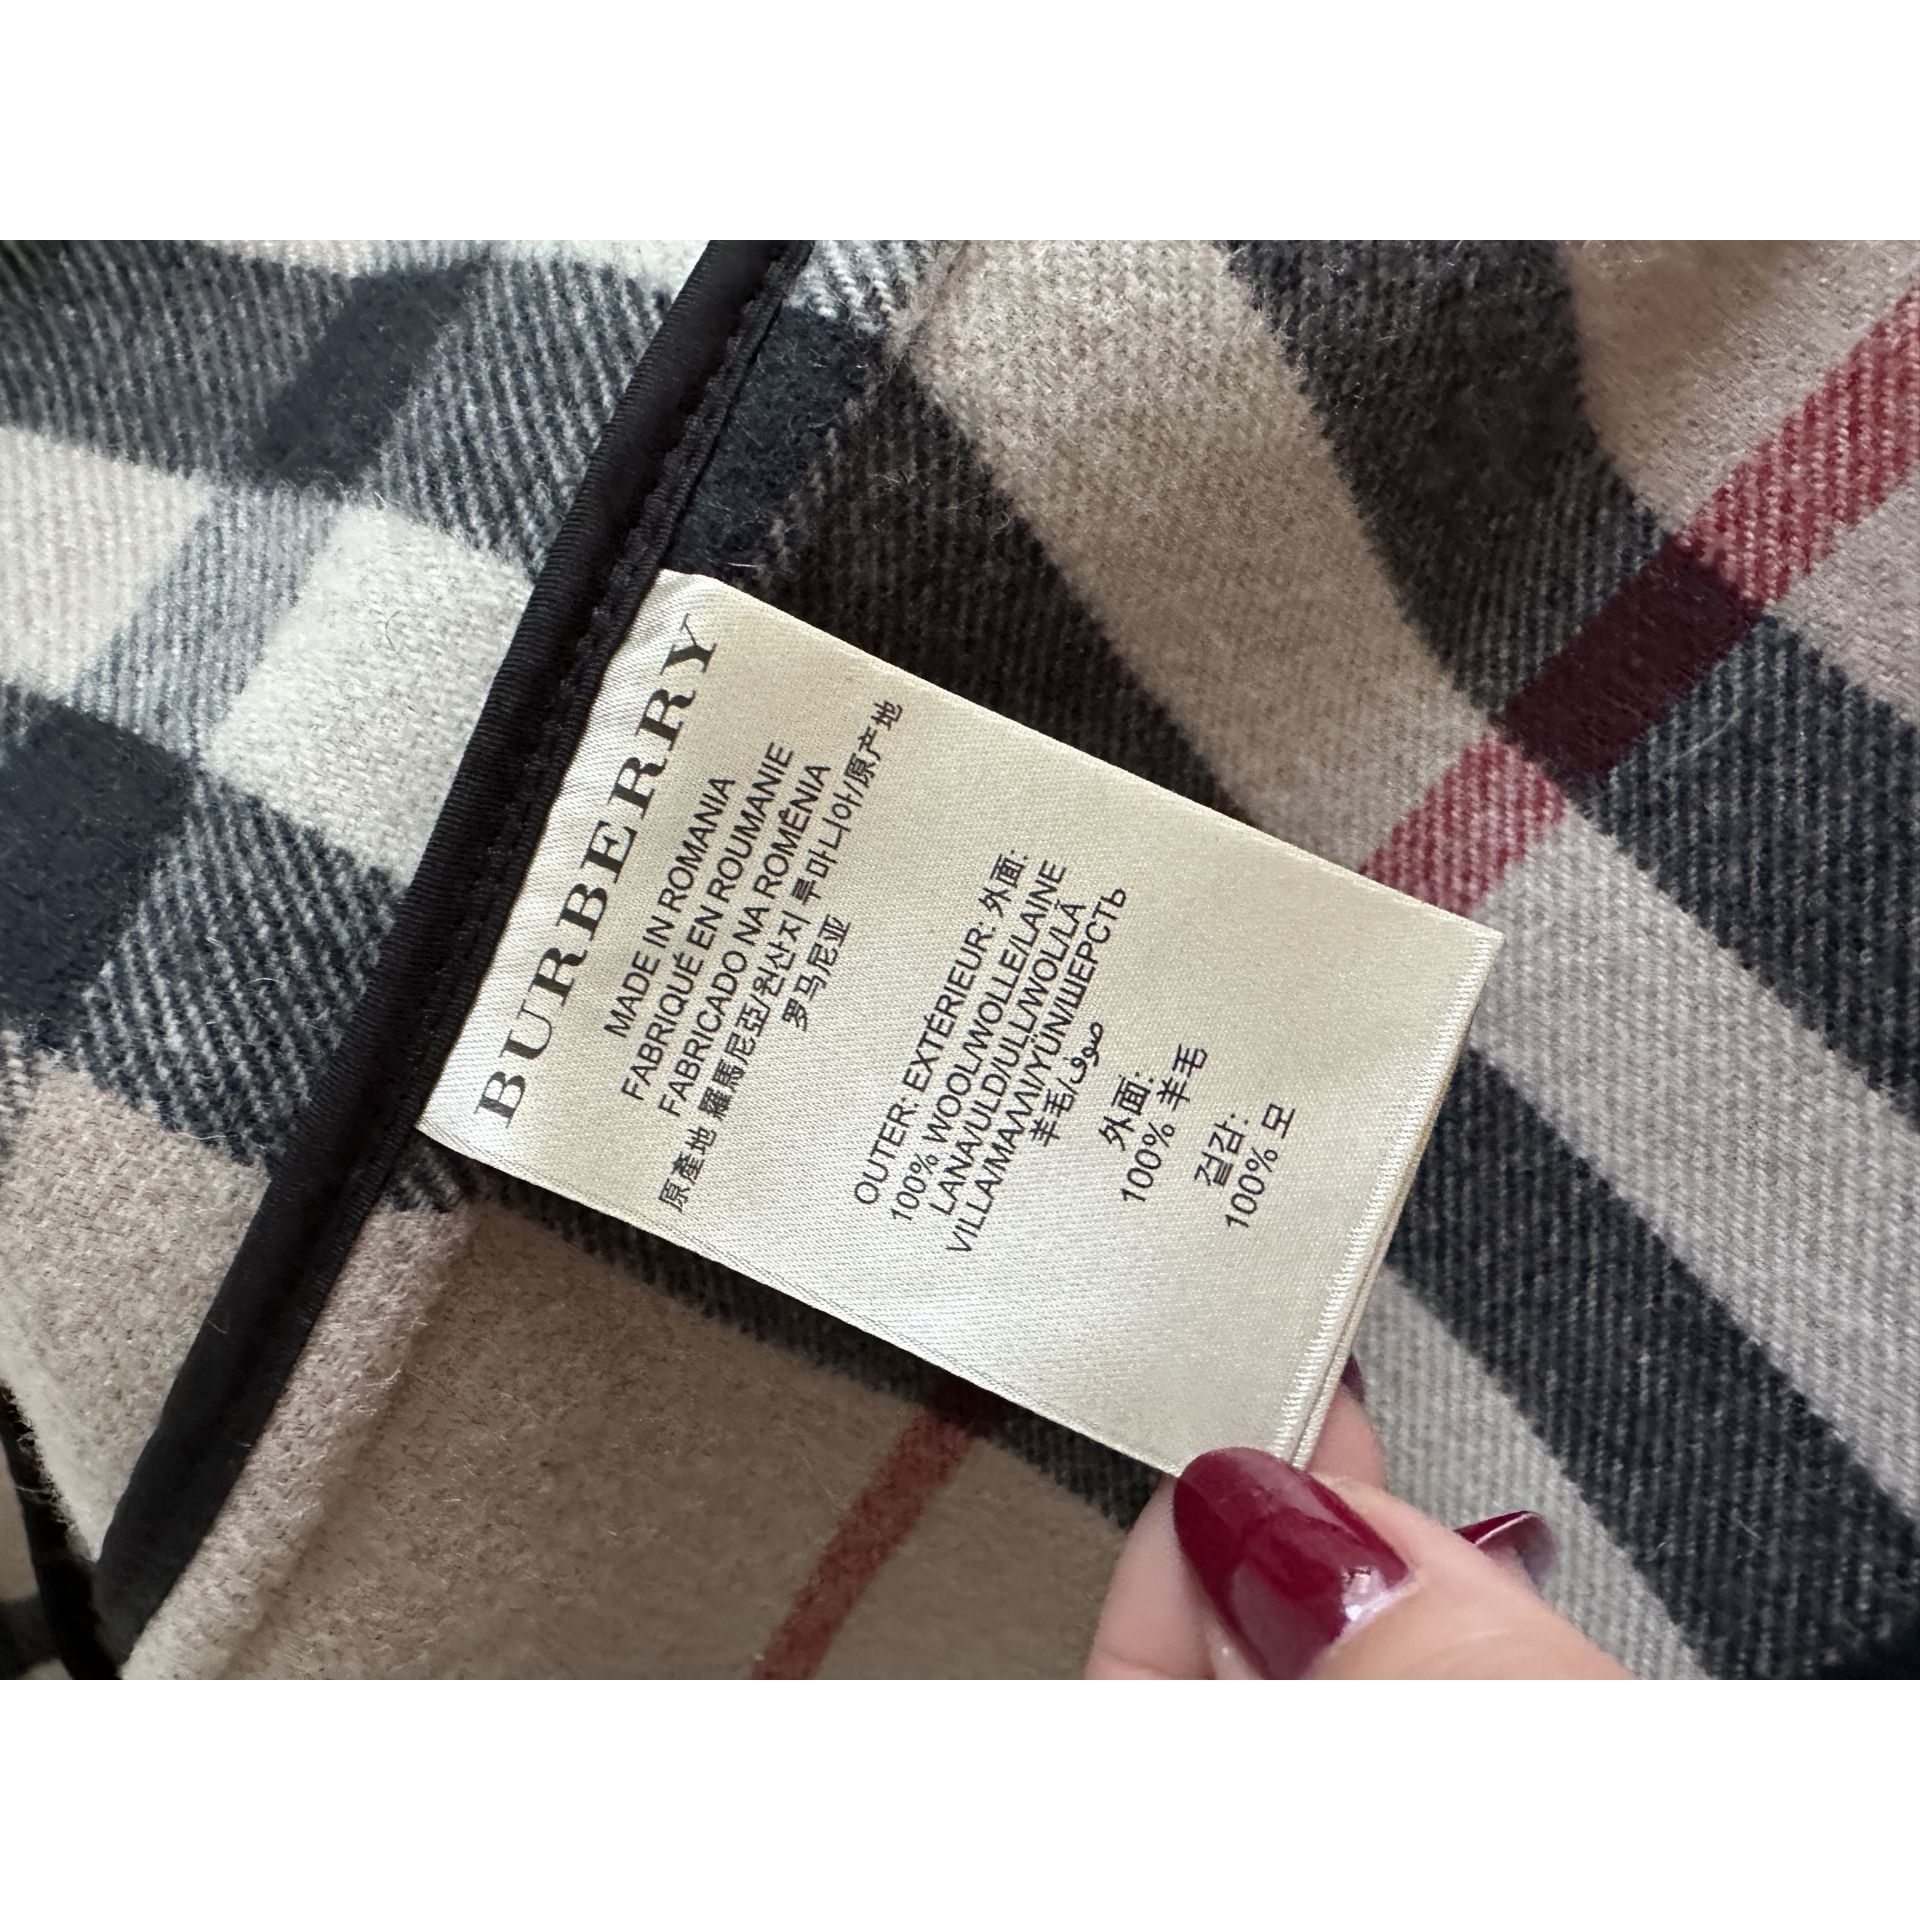 BURBERRY
MADE IN ROMANIA
FABRIQUÉ EN ROUMANIE
FABRICADO NA ROMÊNIA
原產地 羅馬尼亞/원산지 루마니아/原产地
罗马尼亚
OUTER: EXTÉRIEUR: 外面:
100% WOOL/WOLLE/LAINE
LANA/ULD/ULL/WOL/LÃ
VILLA/ΜΑΛΛΙ/YÜN/ШЕРСТЬ
羊毛/صوف
外面:
100% 羊毛
겉감:
100% 모